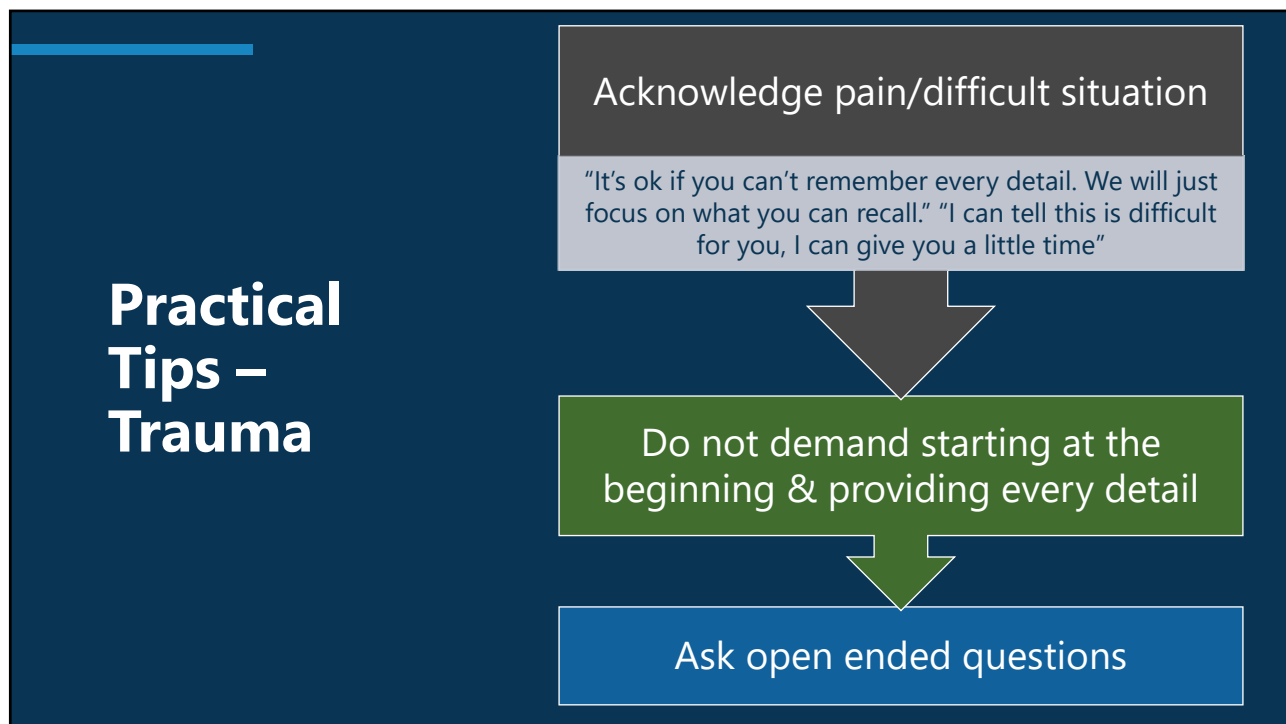 Practical
Tips –
Trauma
Acknowledge pain/difficult situation
“It’s ok if you can’t remember every detail. We will just
focus on what you can recall.” “I can tell this is difficult
for you, I can give you a little time”
Do not demand starting at the
beginning & providing every detail
Ask open ended questions